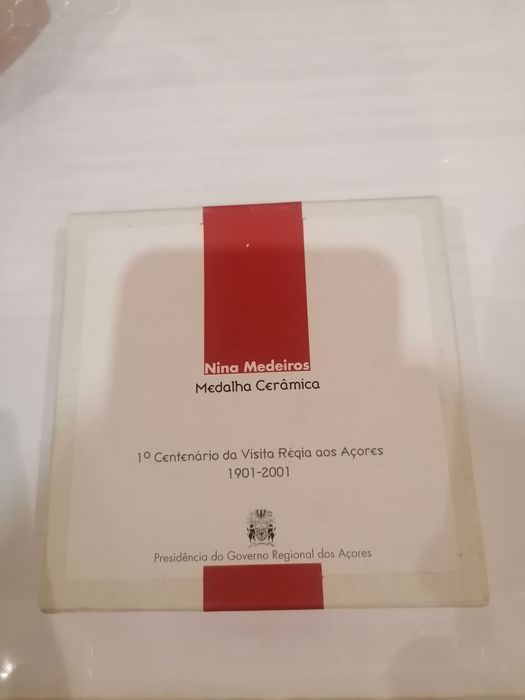 Nina Medeiros
Medalha Cerâmica
1º Centenário da Visita Régia aos Açores
1901-2001
Presidência do Governo Regional dos Açores